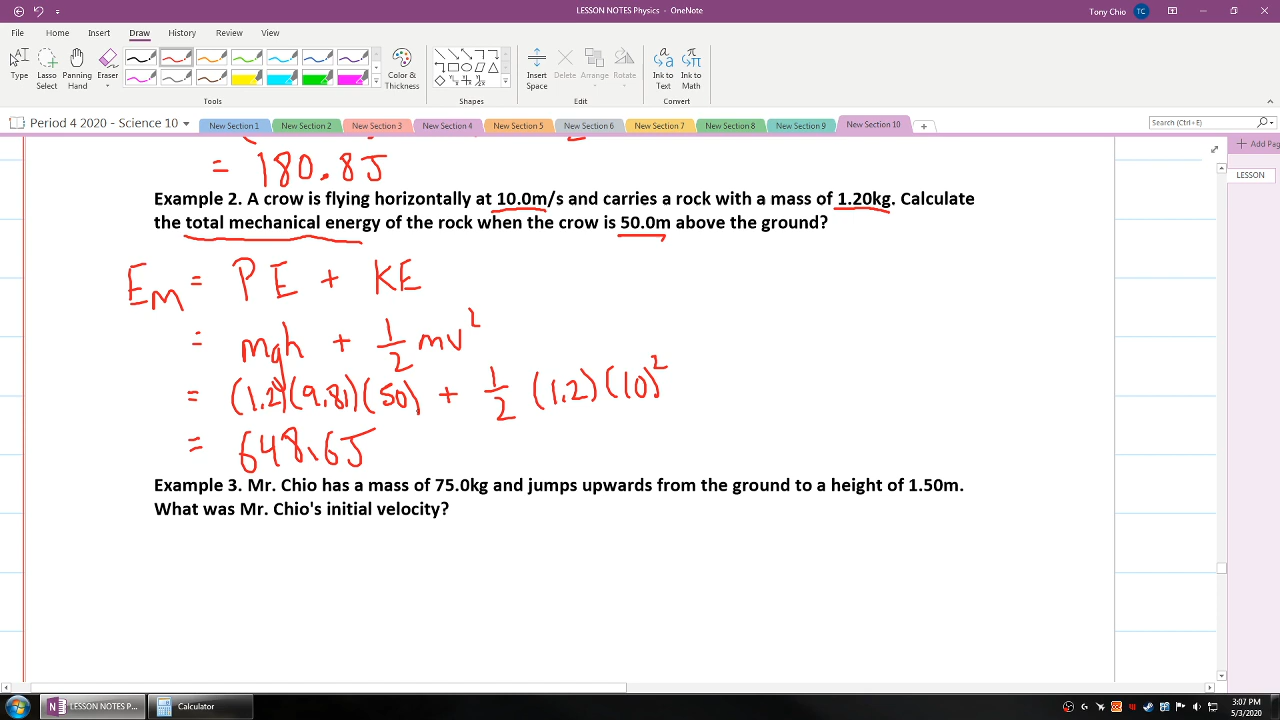 LESSON NOTES Physics - OneNote
Tony Chio TC
File Home Insert Draw History Review View
Type
Lasso Select
Panning Hand
Eraser
Color & Thickness
Insert Space
Delete
Arrange
Rotate
Ink to Text
Ink to Math
Tools Shapes Edit Convert
Period 4 2020 - Science 10
New Section 1 New Section 2 New Section 3 New Section 4 New Section 5 New Section 6 New Section 7 New Section 8 New Section 9 New Section 10
Search (Ctrl+E)
Add Pag
LESSON
= 180.8J
Example 2. A crow is flying horizontally at 10.0m/s and carries a rock with a mass of 1.20kg. Calculate
the total mechanical energy of the rock when the crow is 50.0m above the ground?
Em = PE + KE
= mgh + 1/2 mv²
= (1.2)(9.81)(50) + 1/2 (1.2)(10)²
= 648.6J
Example 3. Mr. Chio has a mass of 75.0kg and jumps upwards from the ground to a height of 1.50m.
What was Mr. Chio's initial velocity?
LESSON NOTES P...
Calculator
3:07 PM
5/3/2020